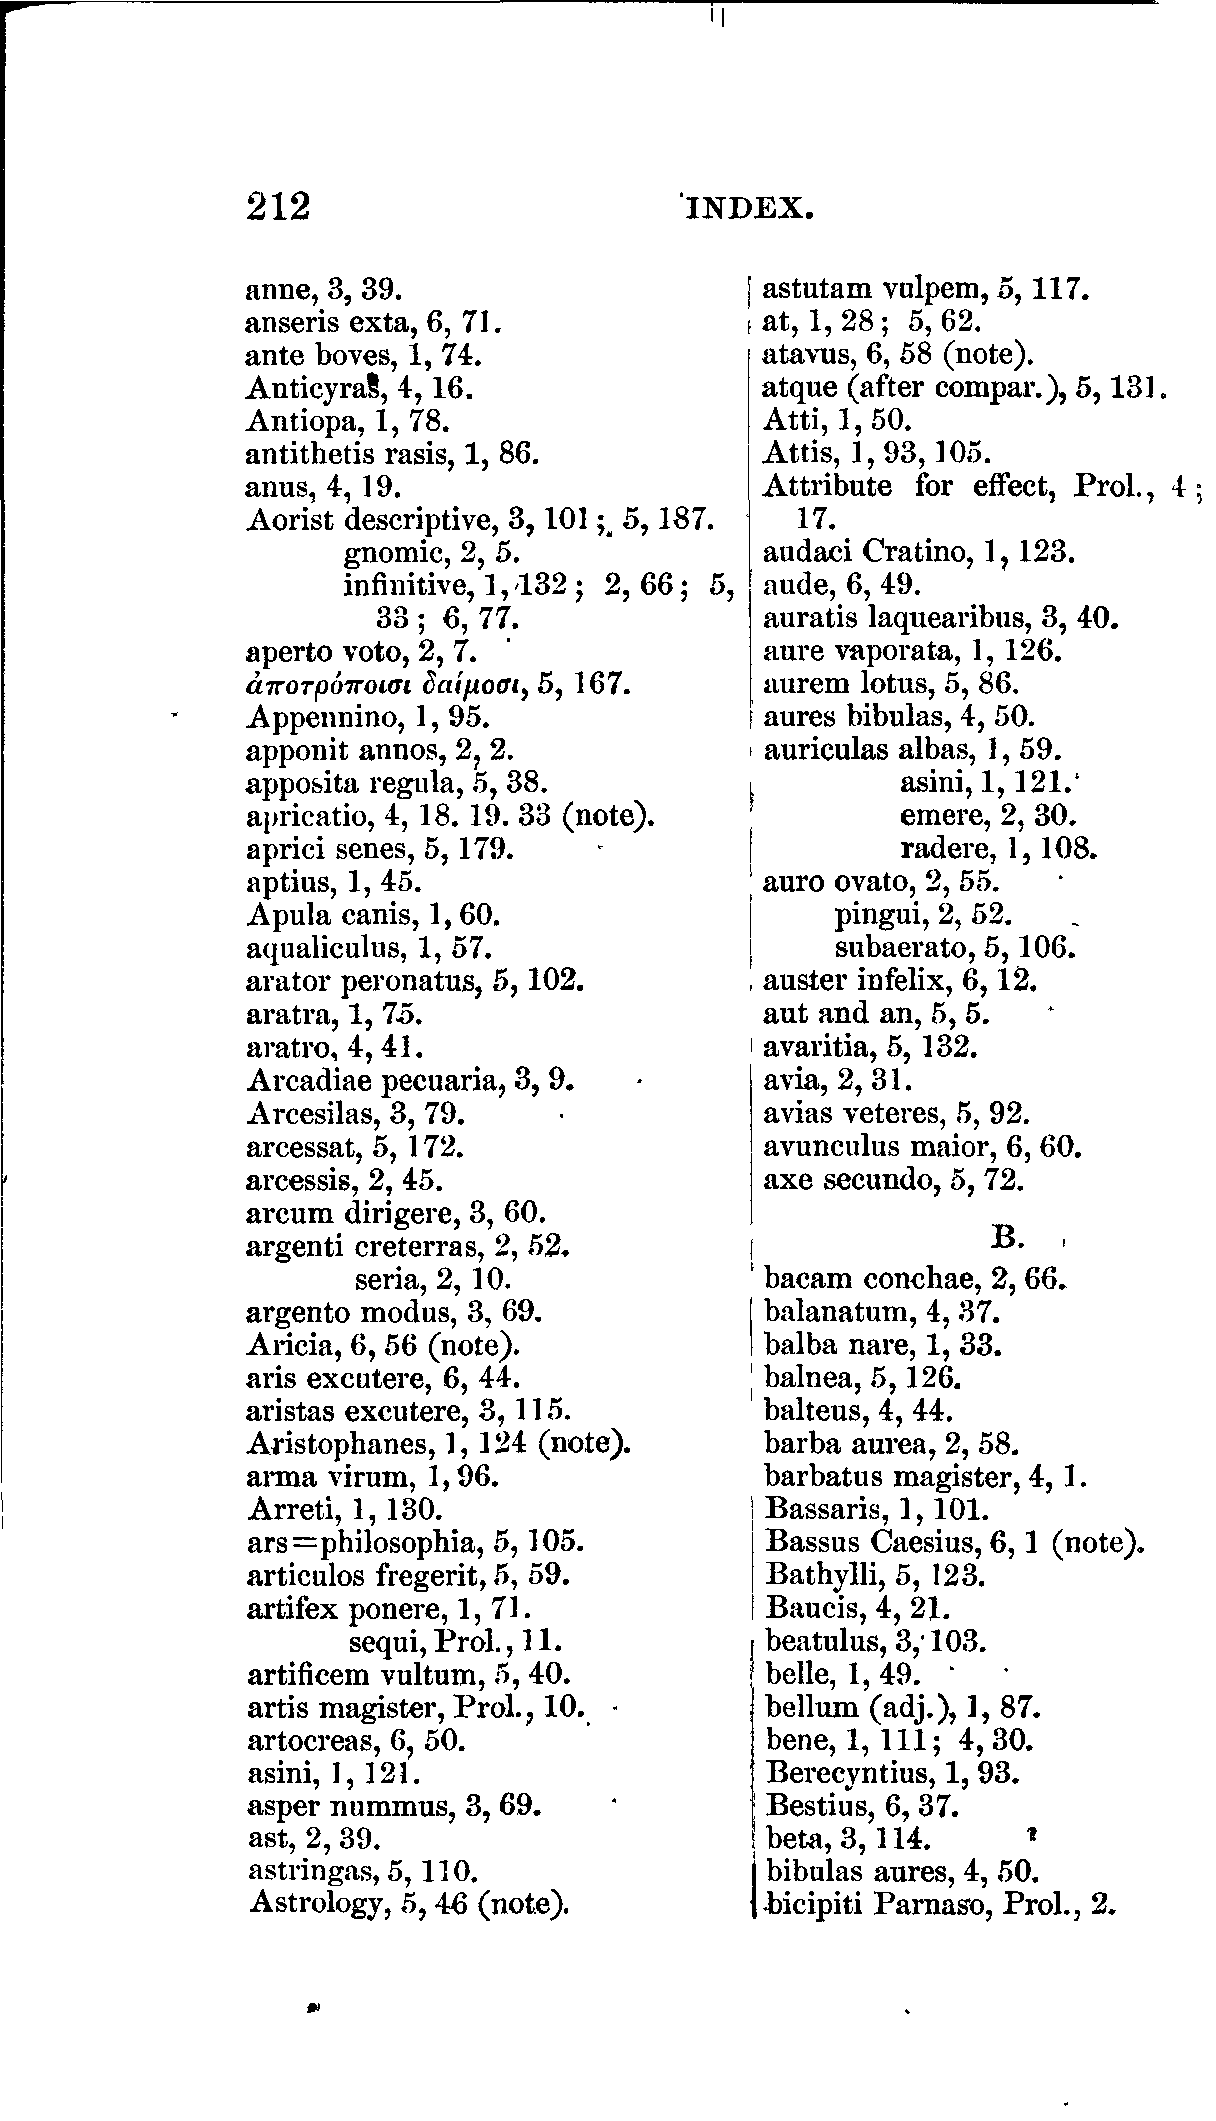 212 INDEX.
anne, 3, 39.
anseris exta, 6, 71.
ante boves, 1, 74.
Anticyras, 4, 16.
Antiopa, 1, 78.
antithetis rasis, 1, 86.
anus, 4, 19.
Aorist descriptive, 3, 101; 5, 187.
gnomic, 2, 5.
infinitive, 1, 132; 2, 66; 5,
33; 6, 77.
aperto voto, 2, 7.
ἀποτρόποισι δαίμοσι, 5, 167.
Appennino, 1, 95.
apponit annos, 2, 2.
apposita regula, 5, 38.
apricatio, 4, 18. 19. 33 (note).
aprici senes, 5, 179.
aptius, 1, 45.
Apula canis, 1, 60.
aqualiculus, 1, 57.
arator peronatus, 5, 102.
aratra, 1, 75.
aratro, 4, 41.
Arcadiae pecuaria, 3, 9.
Arcesilas, 3, 79.
arcessat, 5, 172.
arcessis, 2, 45.
arcum dirigere, 3, 60.
argenti creterras, 2, 52.
seria, 2, 10.
argento modus, 3, 69.
Aricia, 6, 56 (note).
aris excutere, 6, 44.
aristas excutere, 3, 115.
Aristophanes, 1, 124 (note).
arma virum, 1, 96.
Arreti, 1, 130.
ars=philosophia, 5, 105.
articulos fregerit, 5, 59.
artifex ponere, 1, 71.
sequi, Prol., 11.
artificem vultum, 5, 40.
artis magister, Prol., 10.
artocreas, 6, 50.
asini, 1, 121.
asper nummus, 3, 69.
ast, 2, 39.
astringas, 5, 110.
Astrology, 5, 46 (note).
astutam vulpem, 5, 117.
at, 1, 28; 5, 62.
atavus, 6, 58 (note).
atque (after compar.), 5, 131.
Atti, 1, 50.
Attis, 1, 93, 105.
Attribute for effect, Prol., 4;
17.
audaci Cratino, 1, 123.
aude, 6, 49.
auratis laquearibus, 3, 40.
aure vaporata, 1, 126.
aurem lotus, 5, 86.
aures bibulas, 4, 50.
auriculas albas, 1, 59.
asini, 1, 121.
emere, 2, 30.
radere, 1, 108.
auro ovato, 2, 55.
pingui, 2, 52.
subaerato, 5, 106.
auster infelix, 6, 12.
aut and an, 5, 5.
avaritia, 5, 132.
avia, 2, 31.
avias veteres, 5, 92.
avunculus maior, 6, 60.
axe secundo, 5, 72.
B.
bacam conchae, 2, 66.
balanatum, 4, 37.
balba nare, 1, 33.
balnea, 5, 126.
balteus, 4, 44.
barba aurea, 2, 58.
barbatus magister, 4, 1.
Bassaris, 1, 101.
Bassus Caesius, 6, 1 (note).
Bathylli, 5, 123.
Baucis, 4, 21.
beatulus, 3, 103.
belle, 1, 49.
bellum (adj.), 1, 87.
bene, 1, 111; 4, 30.
Berecyntius, 1, 93.
Bestius, 6, 37.
beta, 3, 114.
bibulas aures, 4, 50.
bicipiti Parnaso, Prol., 2.